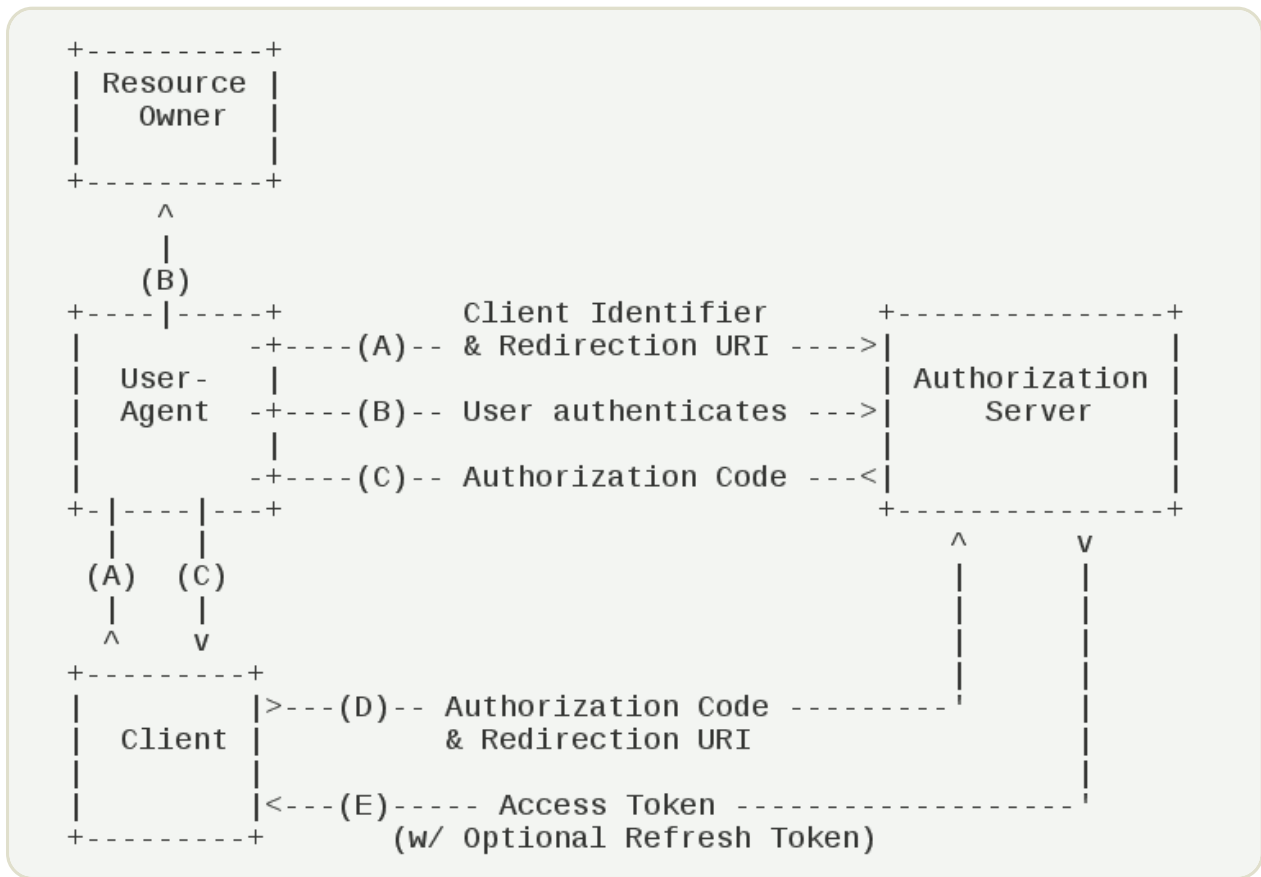 +----------+
| Resource |
|   Owner  |
|          |
+----------+
     ^
     |
    (B)
+----|-----+          Client Identifier      +---------------+
|         -+----(A)-- & Redirection URI ---->|               |
|  User-   |                                 | Authorization |
|  Agent  -+----(B)-- User authenticates --->|     Server    |
|          |                                 |               |
|         -+----(C)-- Authorization Code ---<|               |
+-|----|---+                                 +---------------+
  |    |                                         ^      v
 (A)  (C)                                        |      |
  |    |                                         |      |
  ^    v                                         |      |
+---------+                                      |      |
|         |>---(D)-- Authorization Code ---------'      |
|  Client |          & Redirection URI                  |
|         |                                             |
|         |<---(E)----- Access Token -------------------'
+---------+       (w/ Optional Refresh Token)